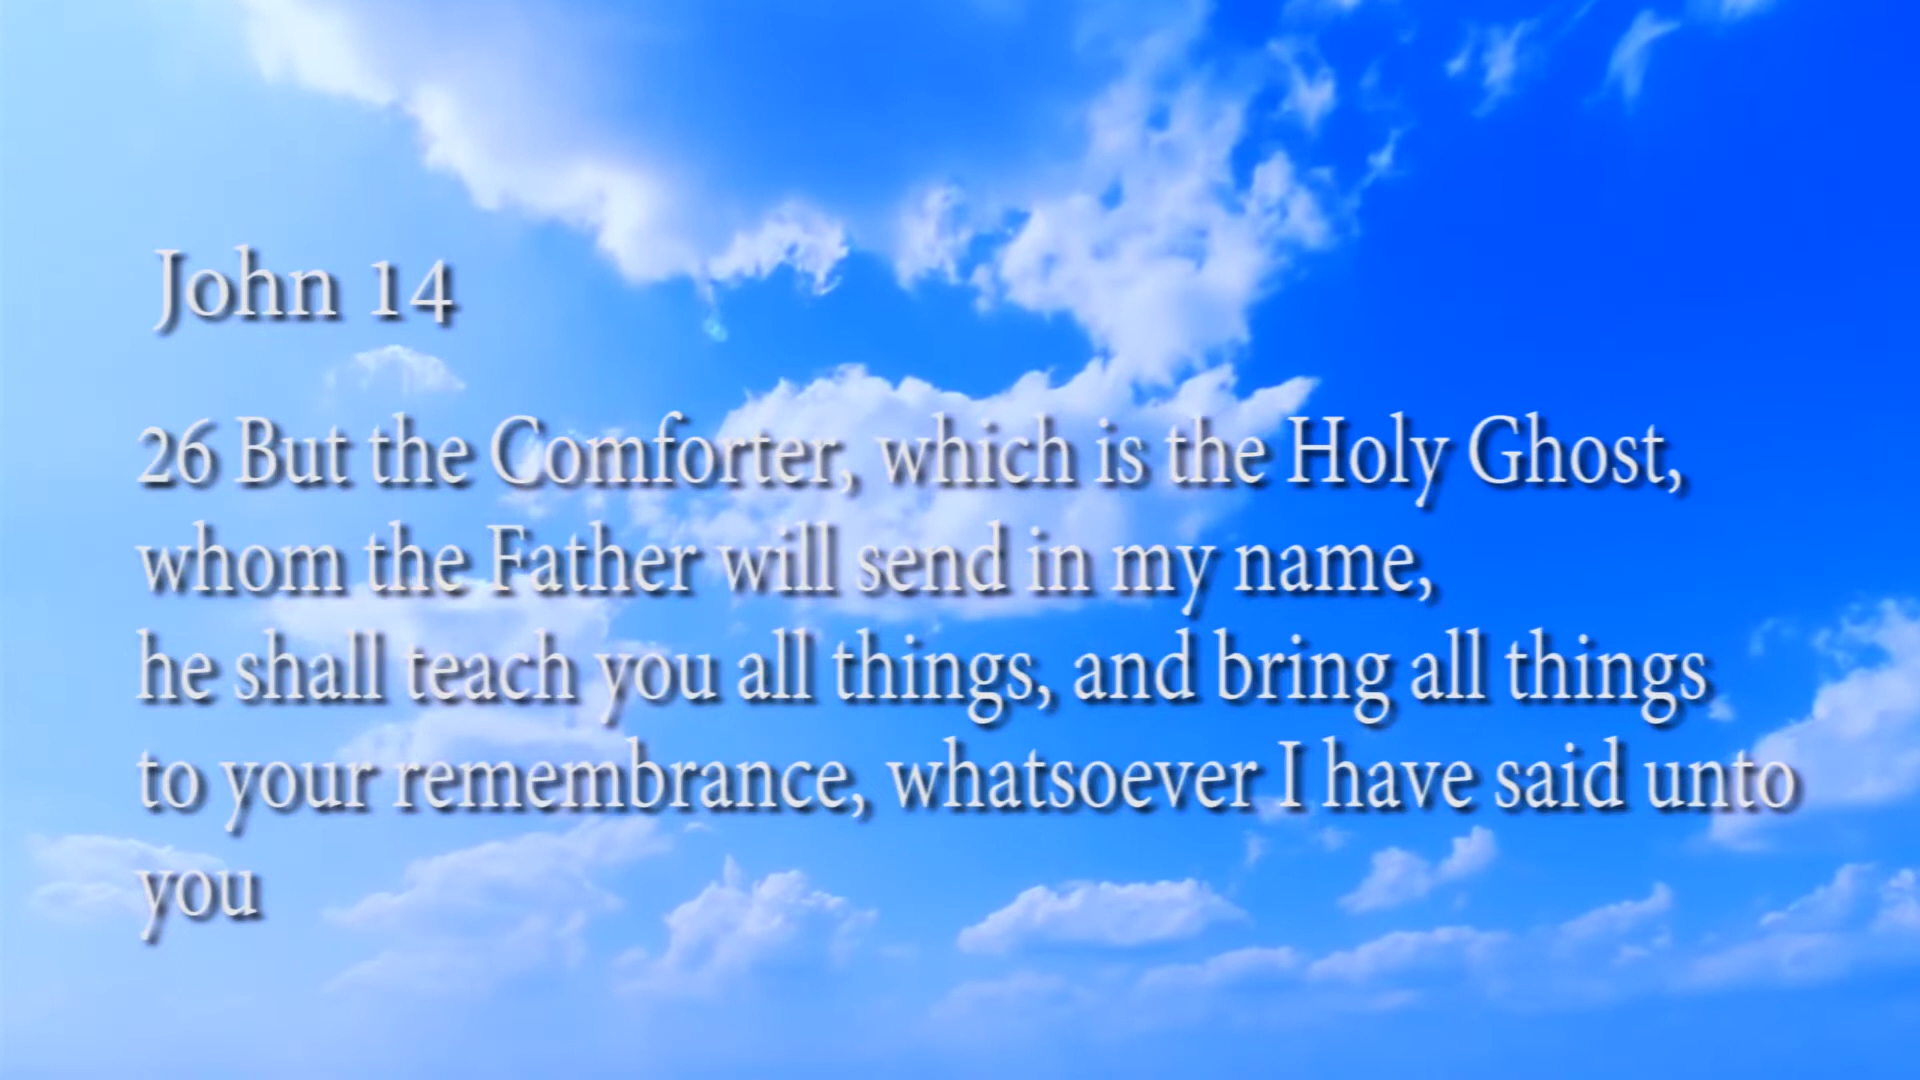 John 14
26 But the Comforter, which is the Holy Ghost,
whom the Father will send in my name,
he shall teach you all things, and bring all things
to your remembrance, whatsoever I have said unto
you